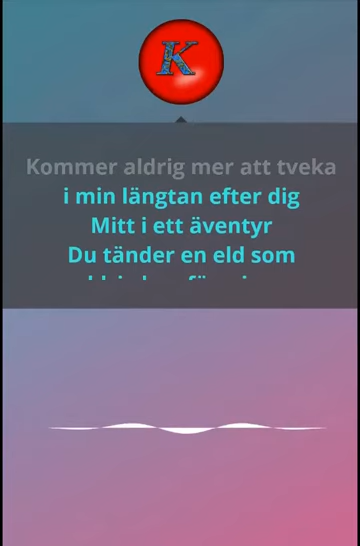 K
Kommer aldrig mer att tveka
i min längtan efter dig
Mitt i ett äventyr
Du tänder en eld som